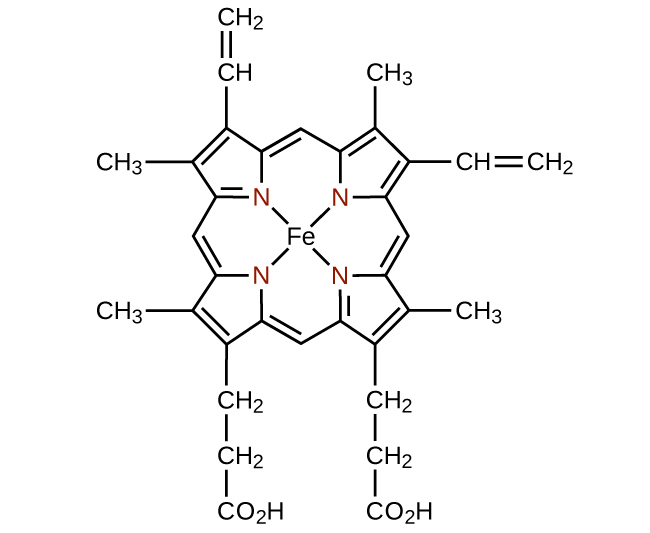 CH₂
CH CH₃
CH₃ CH CH₂
N N
Fe
N N
CH₃ CH₃
CH₂ CH₂
CH₂ CH₂
CO₂H CO₂H